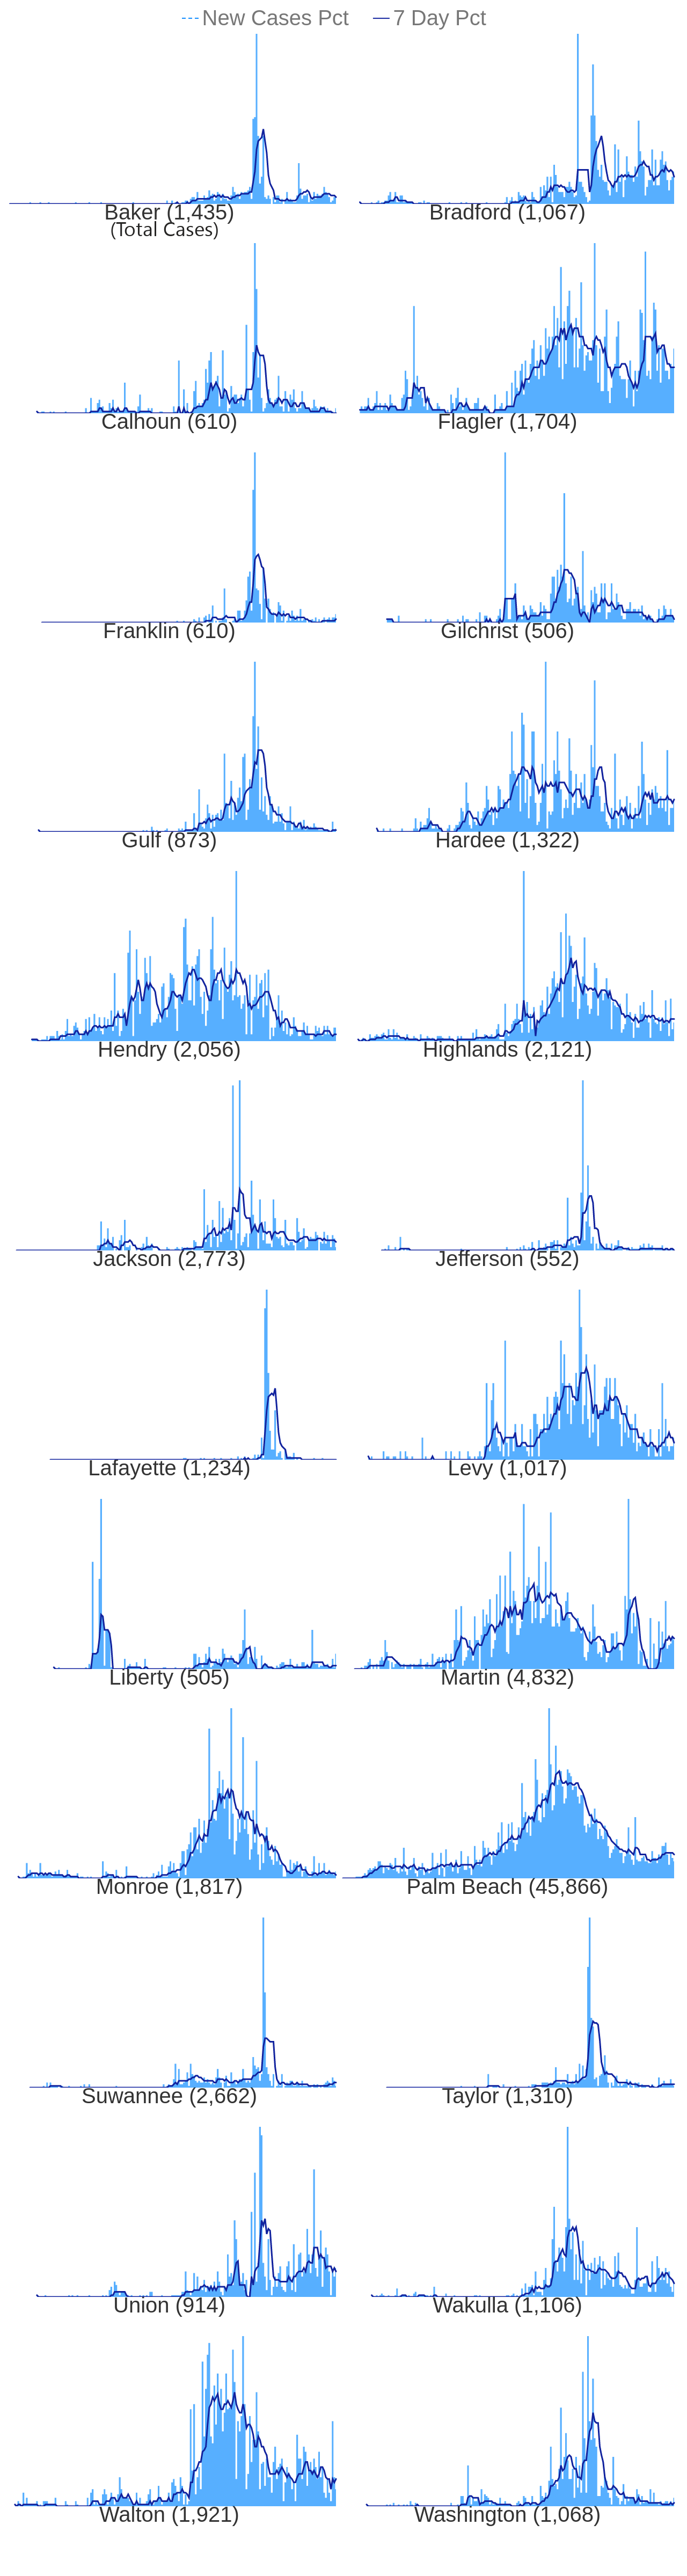 New Cases Pct 7 Day Pct
Baker (1,435) Bradford (1,067)
(Total Cases)
Calhoun (610) Flagler (1,704)
Franklin (610) Gilchrist (506)
Gulf (873) Hardee (1,322)
Hendry (2,056) Highlands (2,121)
Jackson (2,773) Jefferson (552)
Lafayette (1,234) Levy (1,017)
Liberty (505) Martin (4,832)
Monroe (1,817) Palm Beach (45,866)
Suwannee (2,662) Taylor (1,310)
Union (914) Wakulla (1,106)
Walton (1,921) Washington (1,068)